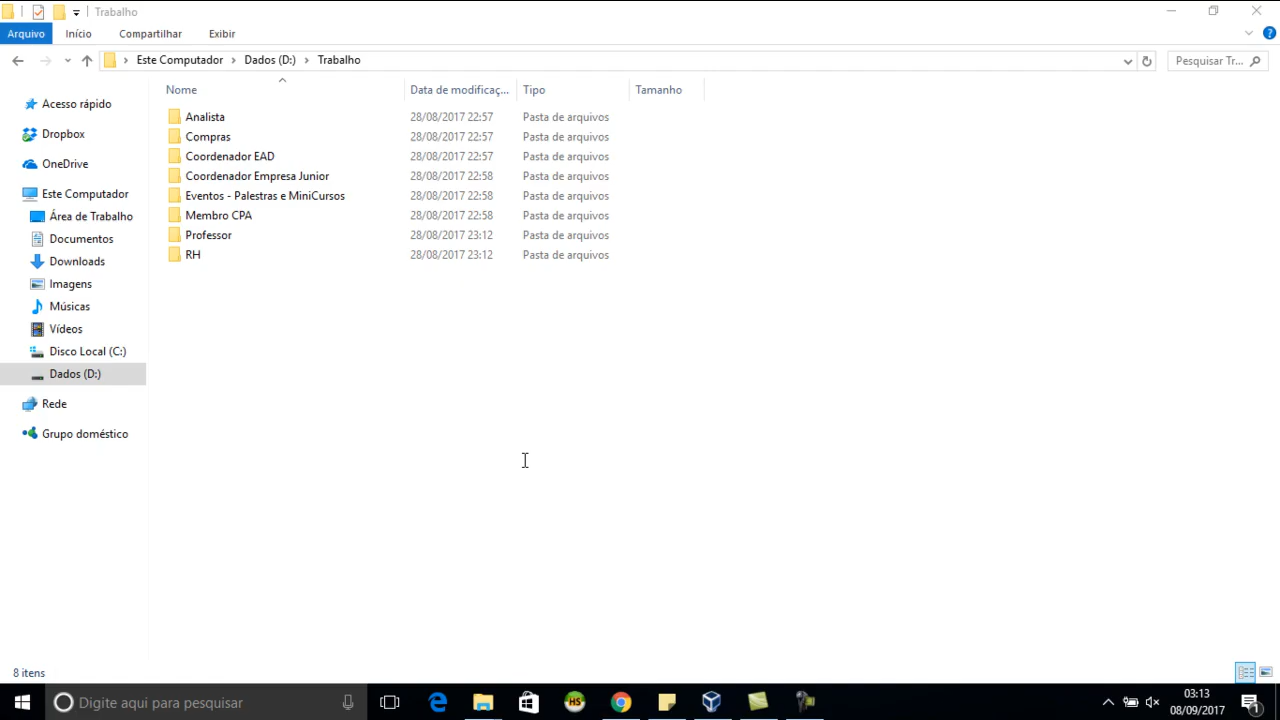 Trabalho
Arquivo Início Compartilhar Exibir
Este Computador Dados (D:) Trabalho Pesquisar Tr...
Nome Data de modificaç... Tipo Tamanho
Acesso rápido
Dropbox
OneDrive
Este Computador
Área de Trabalho
Documentos
Downloads
Imagens
Músicas
Vídeos
Disco Local (C:)
Dados (D:)
Rede
Grupo doméstico
Analista 28/08/2017 22:57 Pasta de arquivos
Compras 28/08/2017 22:57 Pasta de arquivos
Coordenador EAD 28/08/2017 22:57 Pasta de arquivos
Coordenador Empresa Junior 28/08/2017 22:58 Pasta de arquivos
Eventos - Palestras e MiniCursos 28/08/2017 22:58 Pasta de arquivos
Membro CPA 28/08/2017 22:58 Pasta de arquivos
Professor 28/08/2017 23:12 Pasta de arquivos
RH 28/08/2017 23:12 Pasta de arquivos
8 itens
Digite aqui para pesquisar
HS
03:13
08/09/2017
1